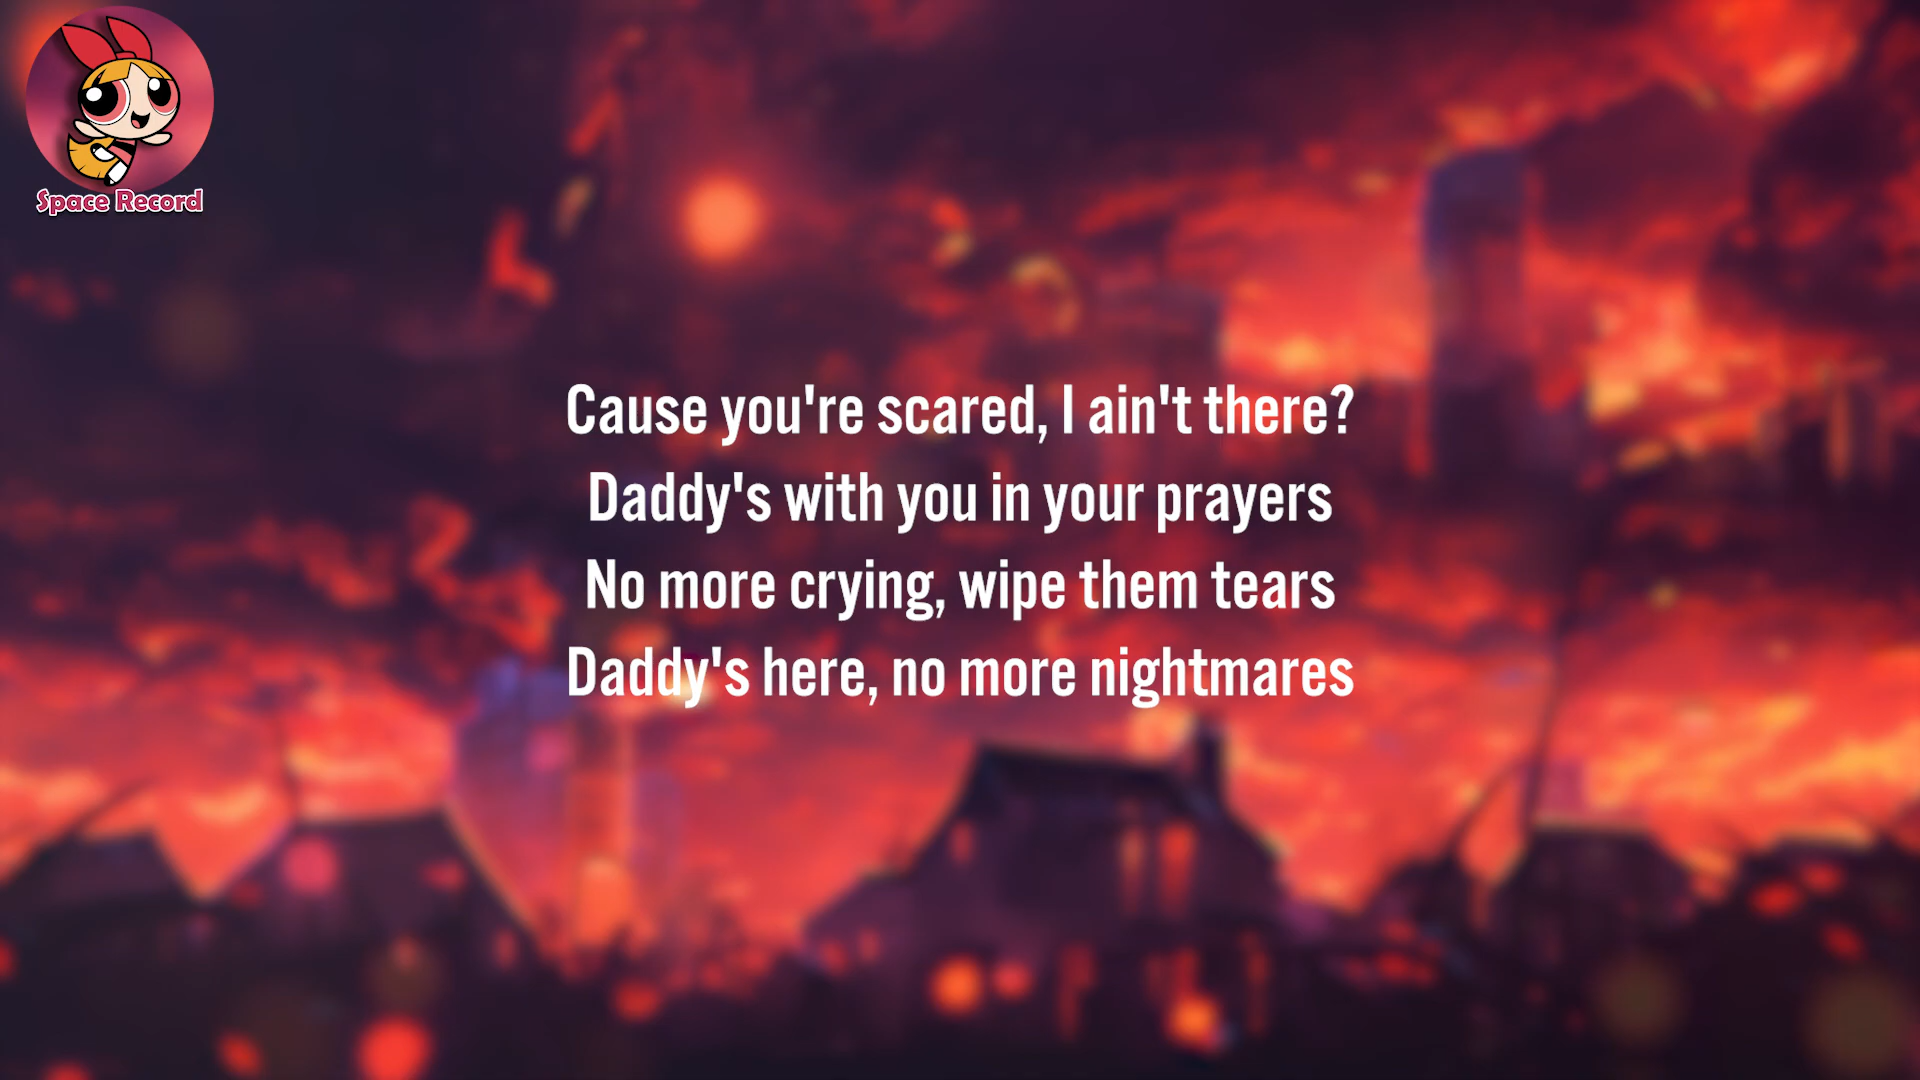 Space Record
Cause you're scared, I ain't there?
Daddy's with you in your prayers
No more crying, wipe them tears
Daddy's here, no more nightmares